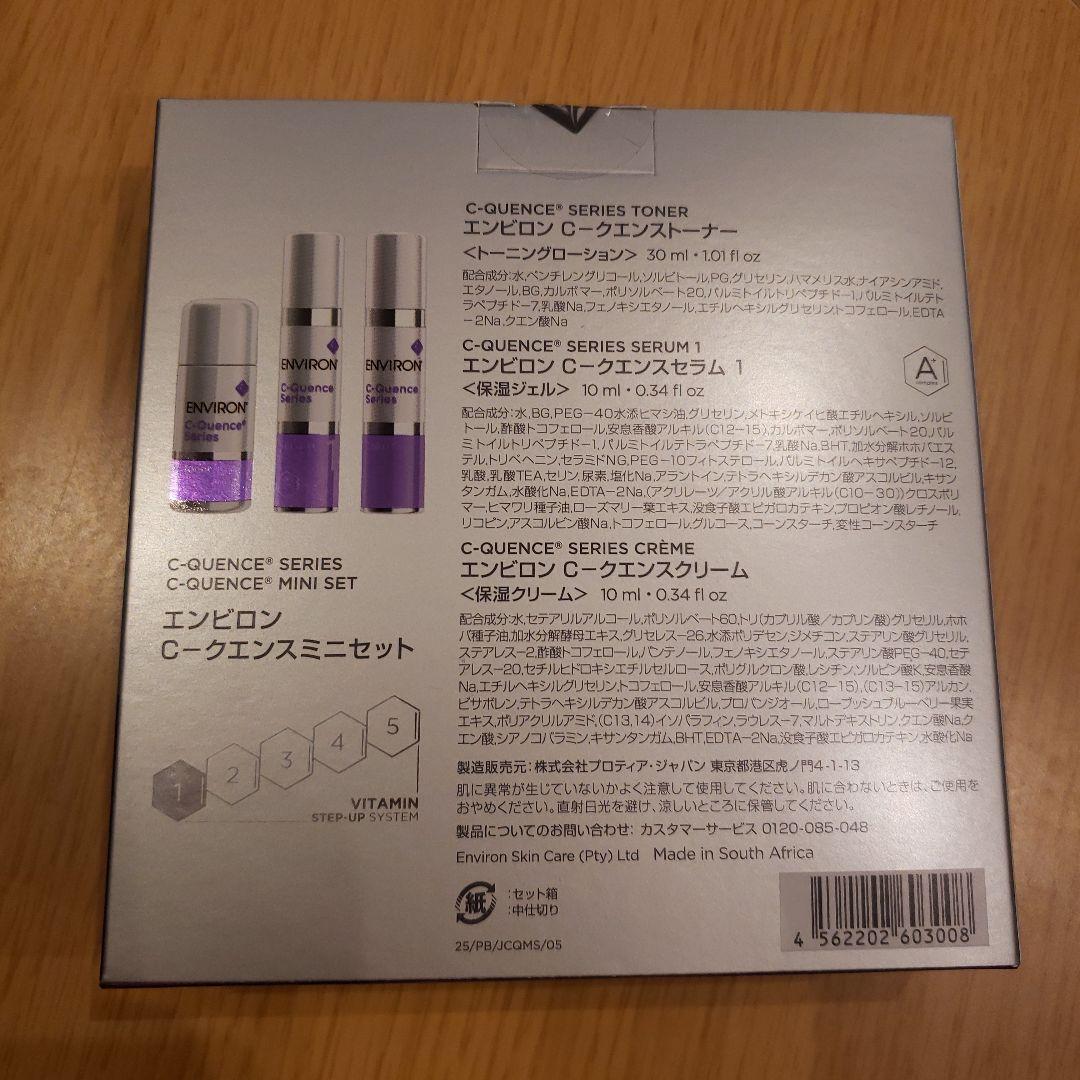 C-QUENCE® SERIES TONER
エンビロン C－クエンストーナー
＜トーニングローション＞ 30 ml・1.01 fl oz
配合成分：水,ペンチレングリコール,ソルビトール,PG,グリセリン,ハマメリス水,ナイアシンアミド,
エタノール,BG,カルボマー,ポリソルベート20,パルミトイルトリペプチド－1,パルミトイルテト
ラペプチド－7,乳酸Na,フェノキシエタノール,エチルヘキシルグリセリン,トコフェロール,EDTA
－2Na,クエン酸Na
C-QUENCE® SERIES SERUM 1
エンビロン C－クエンスセラム 1
＜保湿ジェル＞ 10 ml・0.34 fl oz
A+
配合成分：水,BG,PEG－40水添ヒマシ油,グリセリン,メトキシケイヒ酸エチルヘキシル,ソルビ
トール,酢酸トコフェロール,安息香酸アルキル(C12－15),カルボマー,ポリソルベート20,パル
ミトイルトリペプチド－1,パルミトイルテトラペプチド－7,乳酸Na,BHT,加水分解ホホバエス
テル,トリベヘニン,セラミドNG,PEG－10フィトステロール,パルミトイルヘキサペプチド－12,
乳酸,乳酸TEA,セリン,尿素,塩化Na,アラントイン,テトラヘキシルデカン酸アスコルビル,キサン
タンガム,水酸化Na,EDTA－2Na,(アクリレーツ／アクリル酸アルキル(C10－30))クロスポリ
マー,ヒマワリ種子油,ローズマリー葉エキス,没食子酸エピガロカテキン,プロピオン酸レチノール,
リコピン,アスコルビン酸Na,トコフェロール,グルコース,コーンスターチ,変性コーンスターチ
C-QUENCE® SERIES CRÈME
エンビロン C－クエンスクリーム
＜保湿クリーム＞ 10 ml・0.34 fl oz
配合成分：水,セテアリルアルコール,ポリソルベート60,トリ(カプリル酸／カプリン酸)グリセリル,ホホ
バ種子油,加水分解酵母エキス,グリセレス－26,水添ポリデセン,ジメチコン,ステアリン酸グリセリル,
ステアレス－2,酢酸トコフェロール,パンテノール,フェノキシエタノール,ステアリン酸PEG－40,セテ
アレス－20,セチルヒドロキシエチルセルロース,ポリグルクロン酸,レシチン,ソルビン酸K,安息香酸
Na,エチルヘキシルグリセリン,トコフェロール,安息香酸アルキル(C12－15),(C13－15)アルカン,
ビサボレン,テトラヘキシルデカン酸アスコルビル,プロパンジオール,ローブッシュブルーベリー果実
エキス,ポリアクリルアミド,(C13,14)イソパラフィン,ラウレス－7,マルトデキストリン,クエン酸Na,ク
エン酸,シアノコバラミン,キサンタンガム,BHT,EDTA－2Na,没食子酸エピガロカテキン,水酸化Na
製造販売元：株式会社プロティア・ジャパン 東京都港区虎ノ門4-1-13
肌に異常が生じていないかよく注意して使用してください。肌に合わないときは、ご使用を
おやめください。直射日光を避け、涼しいところに保管してください。
製品についてのお問い合わせ：カスタマーサービス 0120-085-048
Environ Skin Care (Pty) Ltd Made in South Africa
紙
：セット箱
：中仕切り
25/PB/JCQMS/05
4 562202 603008
ENVIRON®
C-Quence®
Series
toner
ENVIRON®
C-Quence
Series
ENVIRON®
C-Quence
Series
C-QUENCE® SERIES
C-QUENCE® MINI SET
エンビロン
C－クエンスミニセット
1
2
3
4
5
VITAMIN
STEP-UP SYSTEM